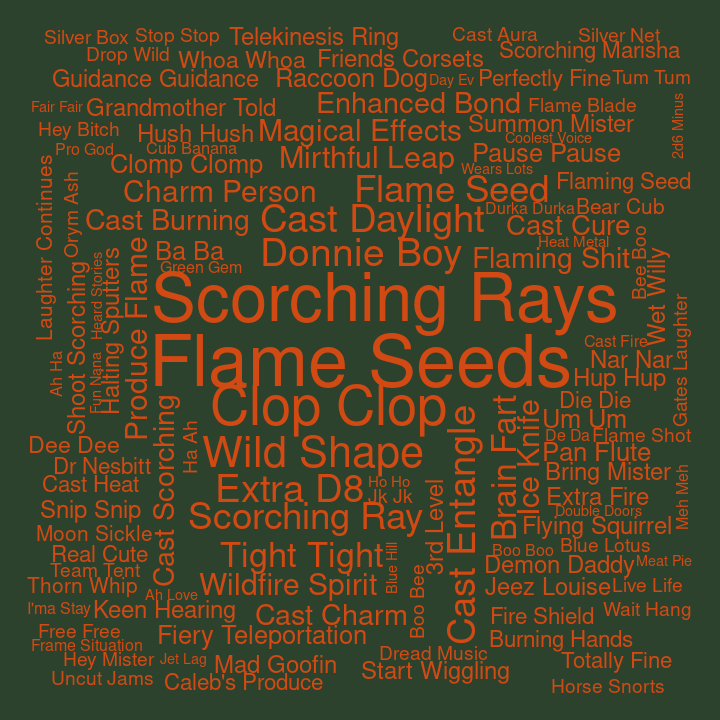 Silver Box
Stop Stop
Telekinesis Ring
Cast Aura
Silver Net
Drop Wild
Whoa Whoa
Friends Corsets
Scorching Marisha
Guidance Guidance
Raccoon Dog
Day Ev
Perfectly Fine
Tum Tum
Fair Fair
Grandmother Told
Enhanced Bond
Flame Blade
2d6 Minus
Hey Bitch
Hush Hush
Magical Effects
Summon Mister
Coolest Voice
Pro God
Cub Banana
Clomp Clomp
Mirthful Leap
Pause Pause
Wears Lots
Charm Person
Flame Seed
Flaming Seed
Laughter Continues
Orym Ash
Cast Burning
Cast Daylight
Durka Durka
Bear Cub
Cast Cure
Heat Metal
Ba Ba
Donnie Boy
Flaming Shit
Bee Boo
Wet Willy
Green Gem
Heard Stories
Halting Sputters
Produce Flame
Shoot Scorching
Scorching Rays
Flame Seeds
Cast Fire
Nar Nar
Gates Laughter
Ah Ha
Fun Nana
Hup Hup
Clop Clop
Die Die
Um Um
De Da
Flame Shot
Dee Dee
Ha Ah
Wild Shape
Cast Entangle
Brain Fart
Ice Knife
Pan Flute
Dr Nesbitt
Bring Mister
Cast Heat
Cast Scorching
Extra D8
Ho Ho
Jk Jk
3rd Level
Extra Fire
Meh Meh
Snip Snip
Scorching Ray
Double Doors
Flying Squirrel
Moon Sickle
Real Cute
Tight Tight
Blue Hill
Boo Boo
Blue Lotus
Team Tent
Demon Daddy
Meat Pie
Thorn Whip
Ah Love
Wildfire Spirit
Boo Bee
Jeez Louise
Live Life
I'ma Stay
Keen Hearing
Cast Charm
Fire Shield
Wait Hang
Free Free
Fiery Teleportation
Burning Hands
Frame Situation
Hey Mister
Jet Lag
Mad Goofin
Dread Music
Totally Fine
Uncut Jams
Caleb's Produce
Start Wiggling
Horse Snorts